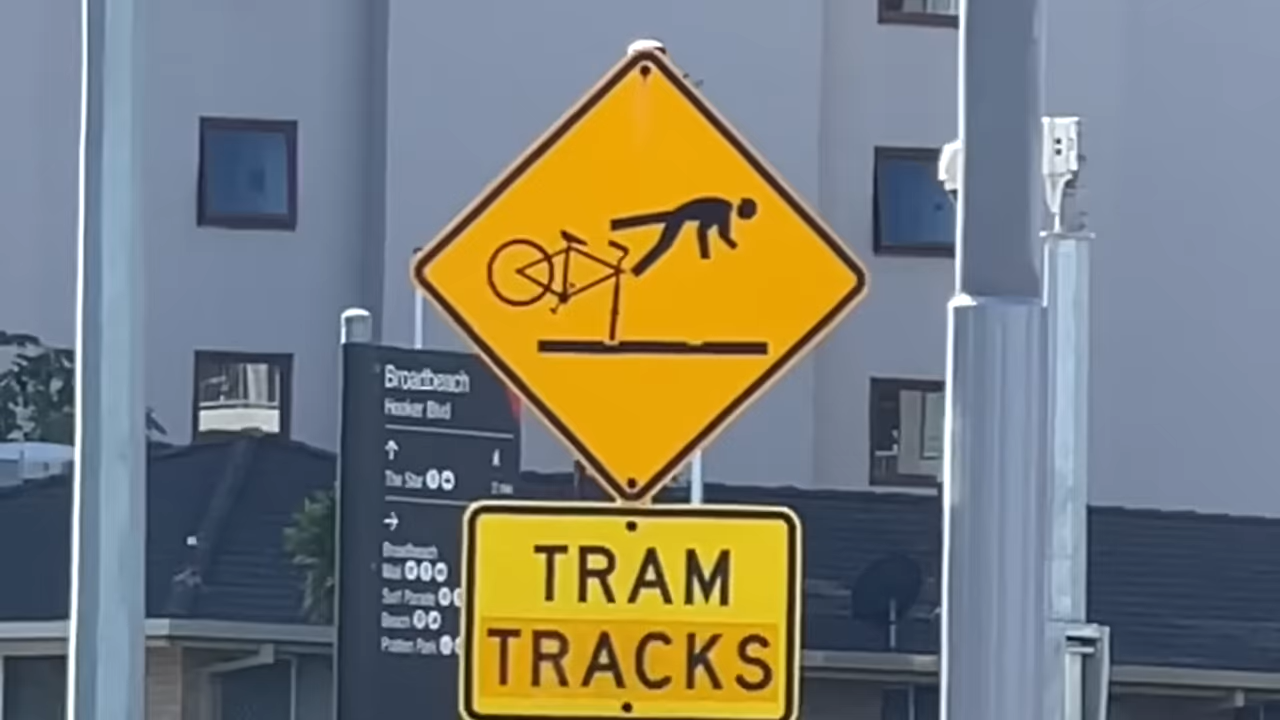 Broadbeach
Hooker Blvd
The Star
Broadbeach
Mall
Surf Parade
Beach
Pratten Park
TRAM
TRACKS